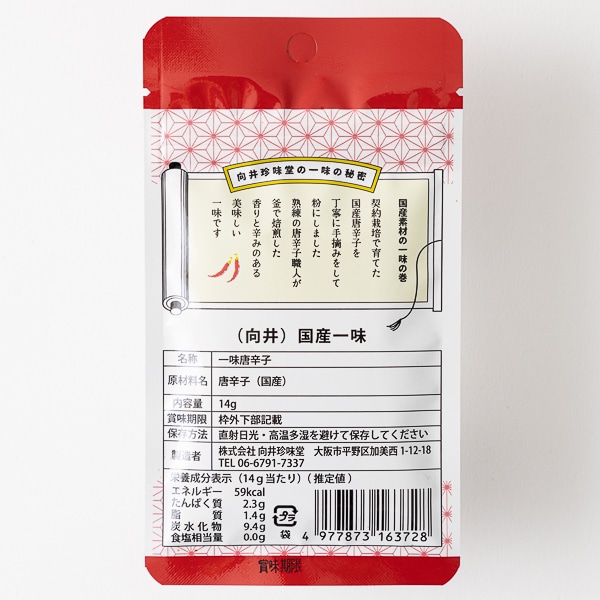 向井珍味堂の一味の秘密
国産素材の一味の巻
契約栽培で育てた
国産唐辛子を
丁寧に手摘みをして
粉にしました
熟練の唐辛子職人が
釜で焙煎した
香りと辛みのある
美味しい
一味です
（向井）国産一味
名称 一味唐辛子
原材料名 唐辛子（国産）
内容量 14g
賞味期限 枠外下部記載
保存方法 直射日光・高温多湿を避けて保存してください
製造者 株式会社 向井珍味堂 大阪市平野区加美西 1-12-18
TEL 06-6791-7337
栄養成分表示（14g当たり）（推定値）
エネルギー 59kcal
たんぱく質 2.3g
脂質 1.4g
炭水化物 9.4g
食塩相当量 0.0g
プラ
袋
4 977873 163728
賞味期限